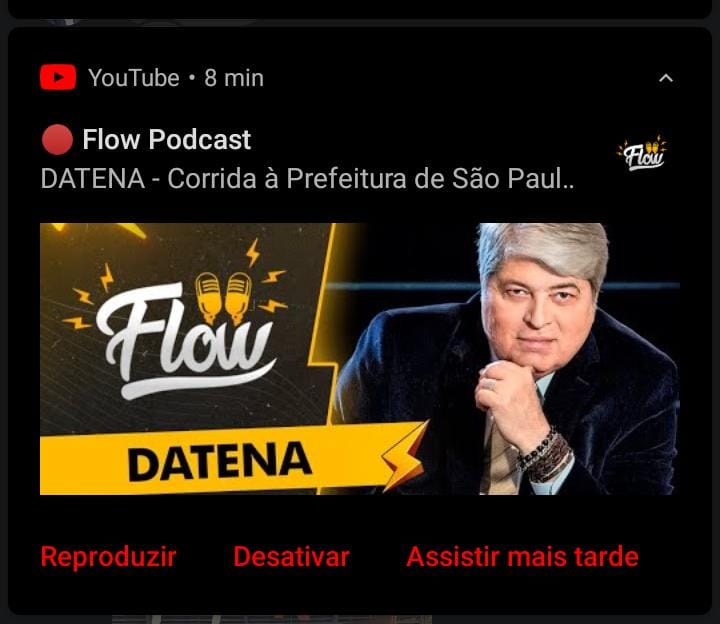 YouTube • 8 min
🔴 Flow Podcast
Flow
DATENA - Corrida à Prefeitura de São Paul..
Flow
DATENA
Reproduzir Desativar Assistir mais tarde